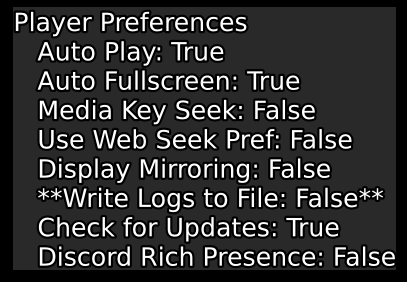 Player Preferences
Auto Play: True
Auto Fullscreen: True
Media Key Seek: False
Use Web Seek Pref: False
Display Mirroring: False
**Write Logs to File: False**
Check for Updates: True
Discord Rich Presence: False